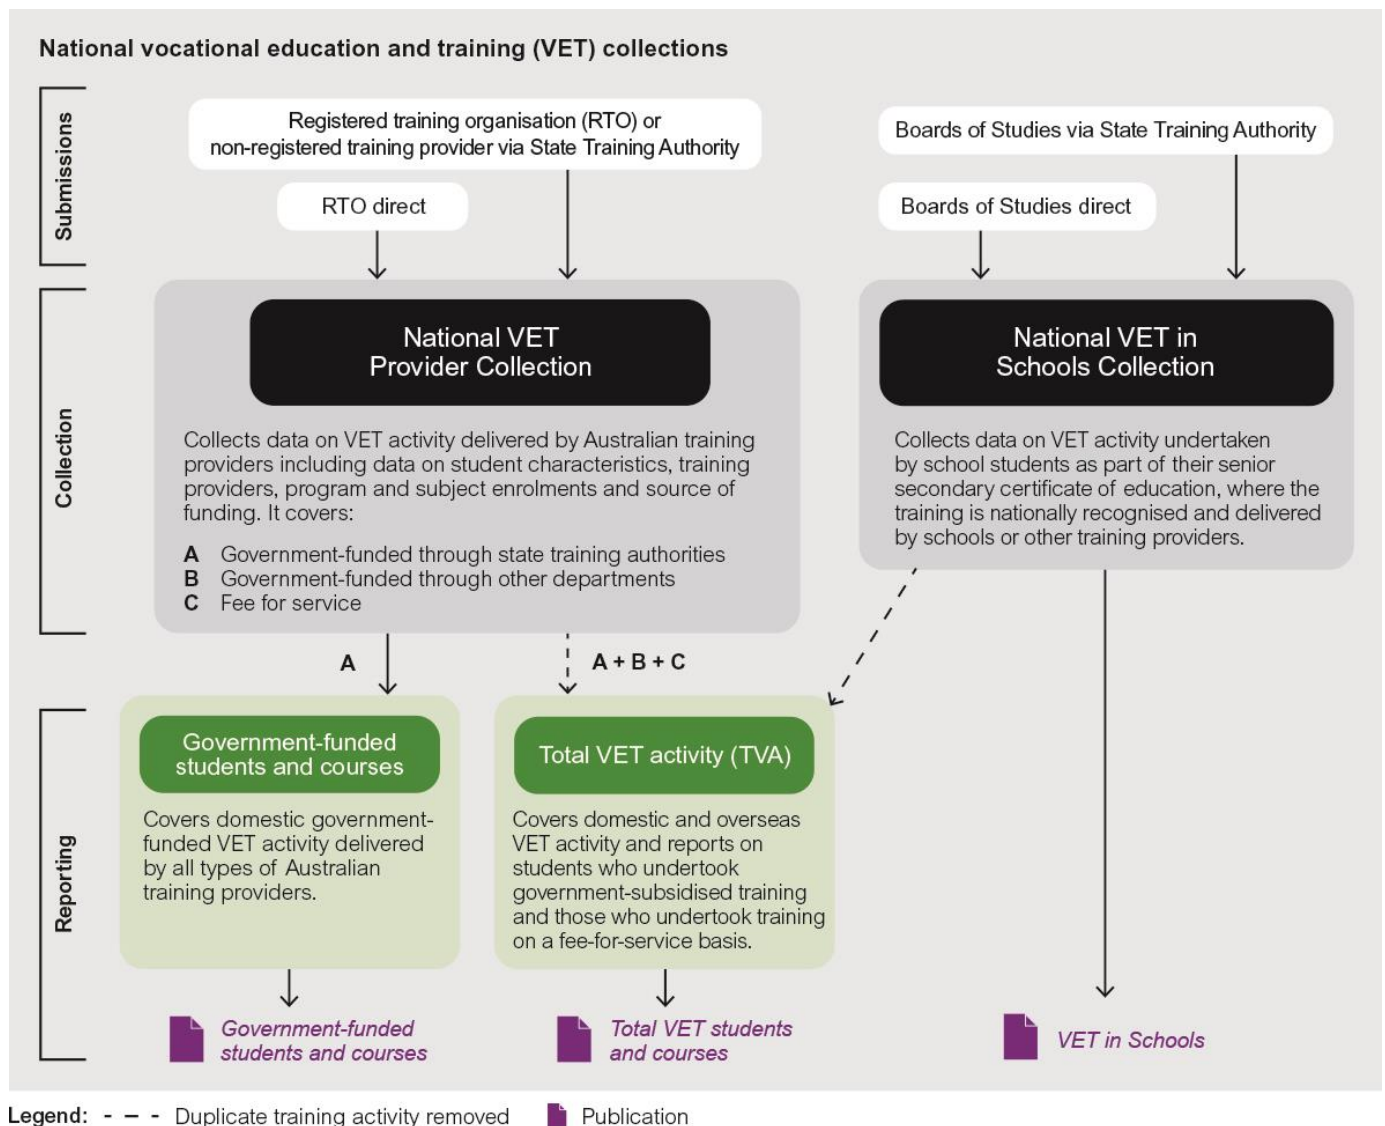 National vocational education and training (VET) collections
Submissions
Registered training organisation (RTO) or
non-registered training provider via State Training Authority
RTO direct
Boards of Studies via State Training Authority
Boards of Studies direct
Collection
National VET
Provider Collection
Collects data on VET activity delivered by Australian training
providers including data on student characteristics, training
providers, program and subject enrolments and source of
funding. It covers:
A Government-funded through state training authorities
B Government-funded through other departments
C Fee for service
National VET in
Schools Collection
Collects data on VET activity undertaken
by school students as part of their senior
secondary certificate of education, where the
training is nationally recognised and delivered
by schools or other training providers.
A
A + B + C
Reporting
Government-funded
students and courses
Covers domestic government-
funded VET activity delivered
by all types of Australian
training providers.
Total VET activity (TVA)
Covers domestic and overseas
VET activity and reports on
students who undertook
government-subsidised training
and those who undertook training
on a fee-for-service basis.
Government-funded
students and courses
Total VET students
and courses
VET in Schools
Legend: - – - Duplicate training activity removed
Publication